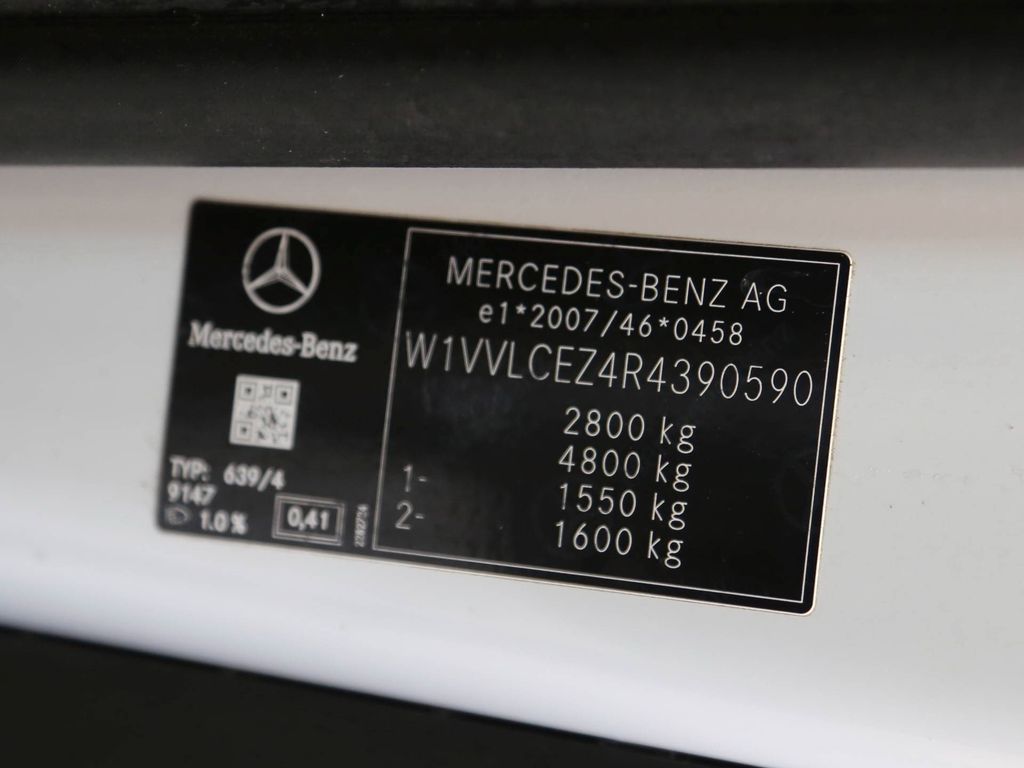 Mercedes-Benz
TYP: 639/4
9147
1.0 %
0,41
MERCEDES-BENZ AG
e1*2007/46*0458
W1VVLCEZ4R4390590
2800 kg
4800 kg
1- 1550 kg
2- 1600 kg